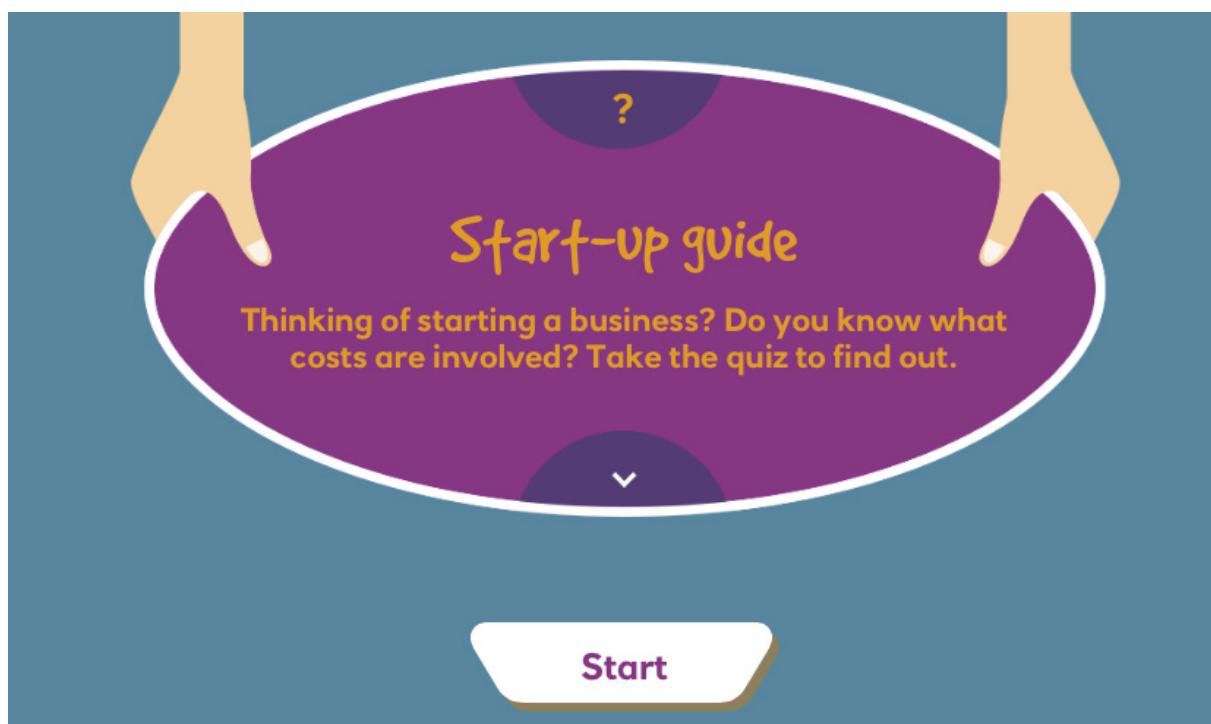 ?
Start-up guide
Thinking of starting a business? Do you know what
costs are involved? Take the quiz to find out.
Start